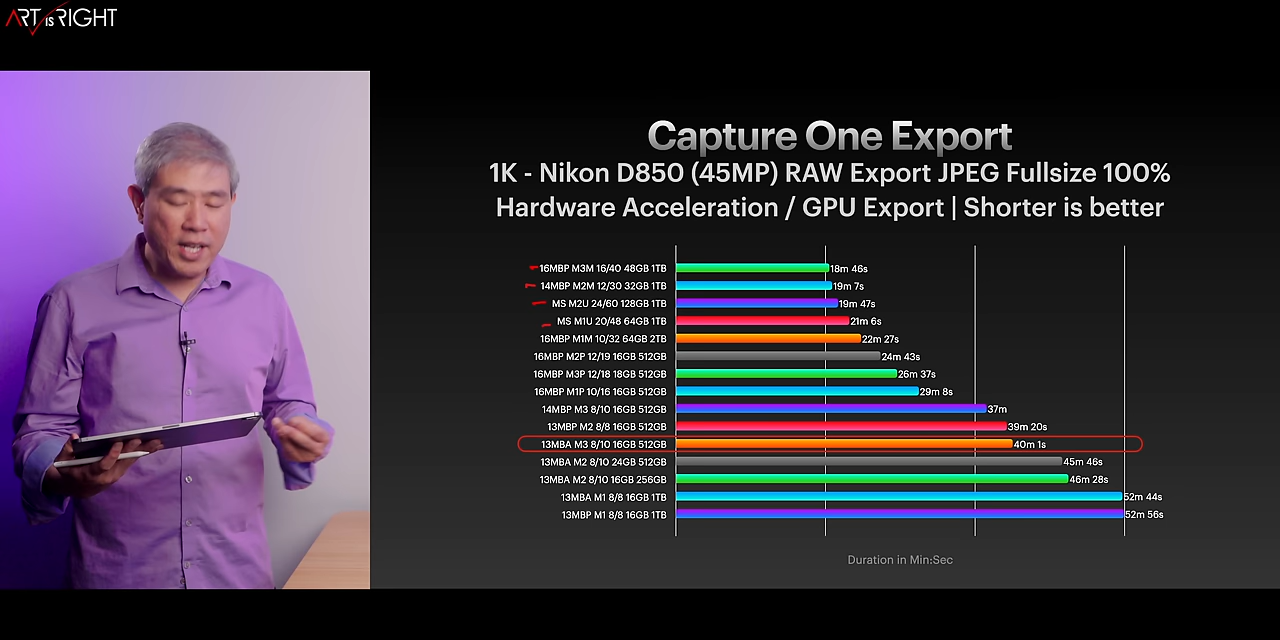 ART IS RIGHT
Capture One Export
1K - Nikon D850 (45MP) RAW Export JPEG Fullsize 100%
Hardware Acceleration / GPU Export | Shorter is better
16MBP M3M 16/40 48GB 1TB 18m 46s
14MBP M2M 12/30 32GB 1TB 19m 7s
MS M2U 24/60 128GB 1TB 19m 47s
MS M1U 20/48 64GB 1TB 21m 6s
16MBP M1M 10/32 64GB 2TB 22m 27s
16MBP M2P 12/19 16GB 512GB 24m 43s
16MBP M3P 12/18 18GB 512GB 26m 37s
16MBP M1P 10/16 16GB 512GB 29m 8s
14MBP M3 8/10 16GB 512GB 37m
13MBP M2 8/8 16GB 512GB 39m 20s
13MBA M3 8/10 16GB 512GB 40m 1s
13MBA M2 8/10 24GB 512GB 45m 46s
13MBA M2 8/10 16GB 256GB 46m 28s
13MBA M1 8/8 16GB 1TB 52m 44s
13MBP M1 8/8 16GB 1TB 52m 56s
Duration in Min:Sec